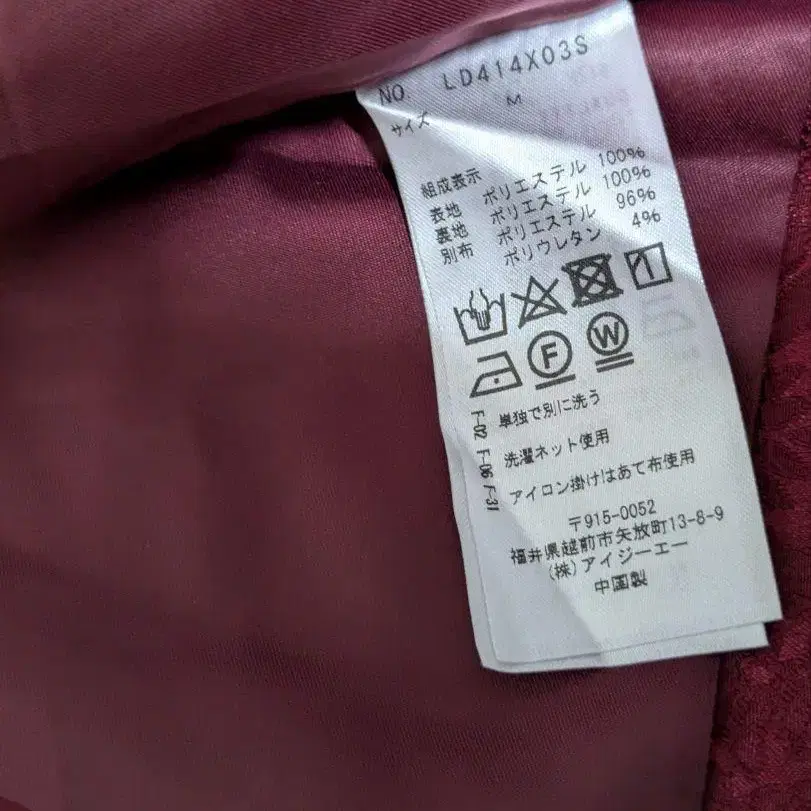 NO. LD414X03S
サイズ M
組成表示
表地 ポリエステル 100%
裏地 ポリエステル 100%
別布 ポリエステル 96%
ポリウレタン 4%
F W
F-02 単独で別に洗う
F-06 洗濯ネット使用
F-31 アイロン掛けはあて布使用
〒915-0052
福井県越前市矢放町13-8-9
(株)アイジーエー
中国製